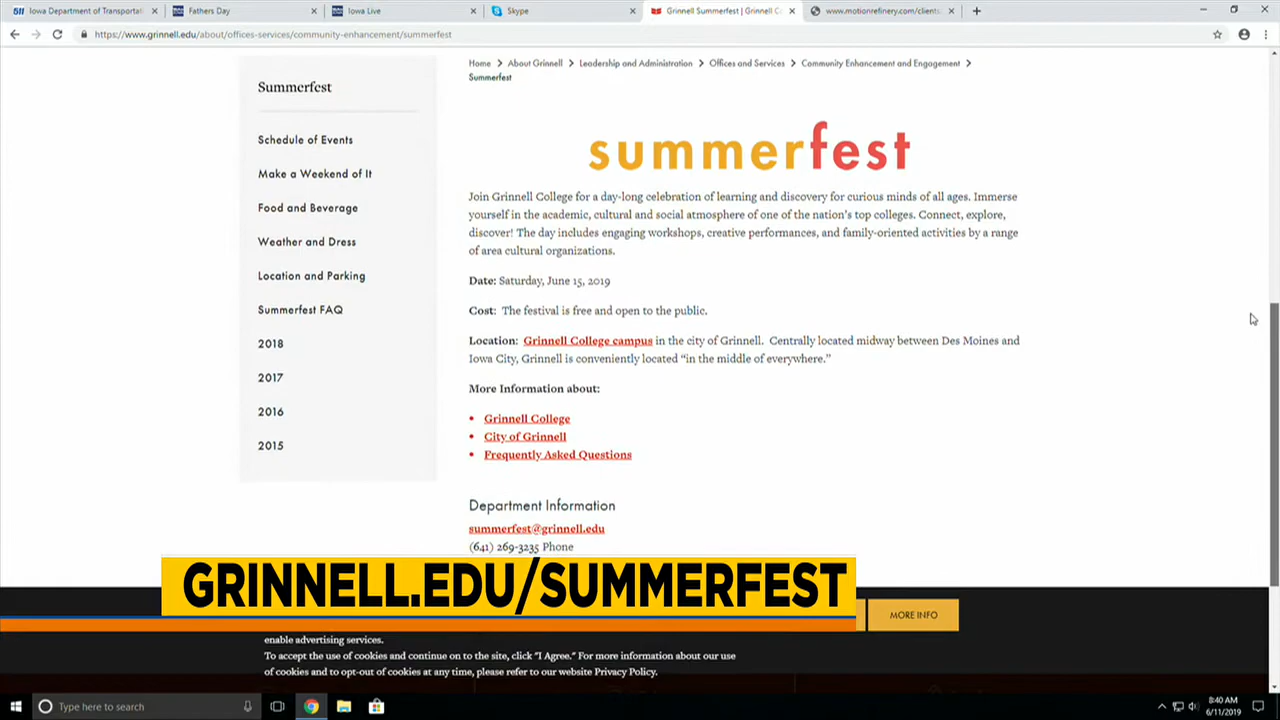 Iowa Department of Transportat
Fathers Day
Iowa Live
Skype
Grinnell Summerfest | Grinnell C
www.motionrefinery.com/clients
https://www.grinnell.edu/about/offices-services/community-enhancement/summerfest
Home > About Grinnell > Leadership and Administration > Offices and Services > Community Enhancement and Engagement >
Summerfest
Summerfest
Schedule of Events
Make a Weekend of It
Food and Beverage
Weather and Dress
Location and Parking
Summerfest FAQ
2018
2017
2016
2015
summerfest
Join Grinnell College for a day-long celebration of learning and discovery for curious minds of all ages. Immerse
yourself in the academic, cultural and social atmosphere of one of the nation's top colleges. Connect, explore,
discover! The day includes engaging workshops, creative performances, and family-oriented activities by a range
of area cultural organizations.
Date: Saturday, June 15, 2019
Cost: The festival is free and open to the public.
Location: Grinnell College campus in the city of Grinnell. Centrally located midway between Des Moines and
Iowa City, Grinnell is conveniently located “in the middle of everywhere.”
More Information about:
• Grinnell College
• City of Grinnell
• Frequently Asked Questions
Department Information
summerfest@grinnell.edu
(641) 269-3235 Phone
GRINNELL.EDU/SUMMERFEST
MORE INFO
enable advertising services.
To accept the use of cookies and continue on to the site, click "I Agree." For more information about our use
of cookies and to opt-out of cookies at any time, please refer to our website Privacy Policy.
Type here to search
8:40 AM
6/11/2019